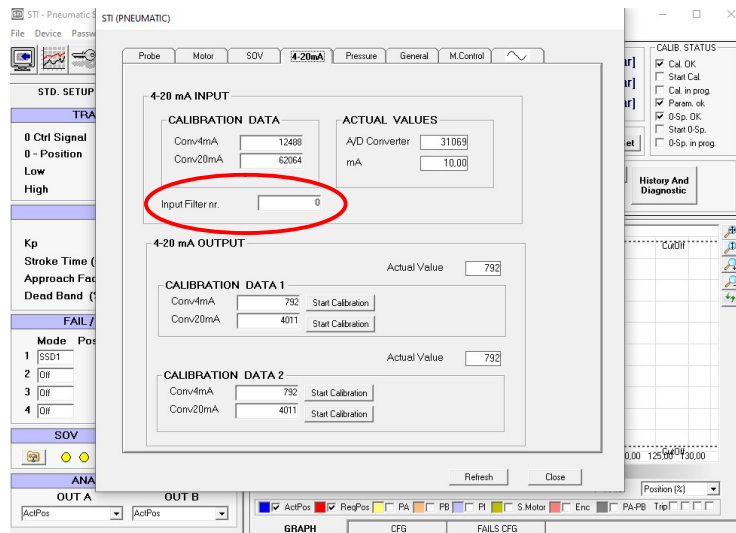 STI - Pneumatic S
File Device Passw
STD. SETUP
TRA
0 Ctrl Signal
0 - Position
Low
High
Kp
Stroke Time (
Approach Fac
Dead Band (%
FAIL /
Mode Pos
1 SSD1
2 Off
3 Off
4 Off
SOV
ANA
OUT A OUT B
ActPos ActPos
STI (PNEUMATIC)
Probe Motor SOV 4-20mA Pressure General M.Control
4-20 mA INPUT
CALIBRATION DATA
Conv4mA 12488
Conv20mA 62064
ACTUAL VALUES
A/D Converter 31069
mA 10,00
Input Filter nr. 0
4-20 mA OUTPUT
Actual Value 792
CALIBRATION DATA 1
Conv4mA 792 Start Calibration
Conv20mA 4011 Start Calibration
Actual Value 792
CALIBRATION DATA 2
Conv4mA 792 Start Calibration
Conv20mA 4011 Start Calibration
Refresh Close
ar]
ar]
ar]
et
CALIB. STATUS
Cal. OK
Start Cal.
Cal. in prog.
Param. ok
0-Sp. OK
Start 0-Sp.
0-Sp. in prog.
History And
Diagnostic
CutOff
CutOff
0,00 125,00 130,00
Position (%)
ActPos ReqPos PA PB PI S.Motor Enc PA-PB Trip
GRAPH CFG FAILS CFG